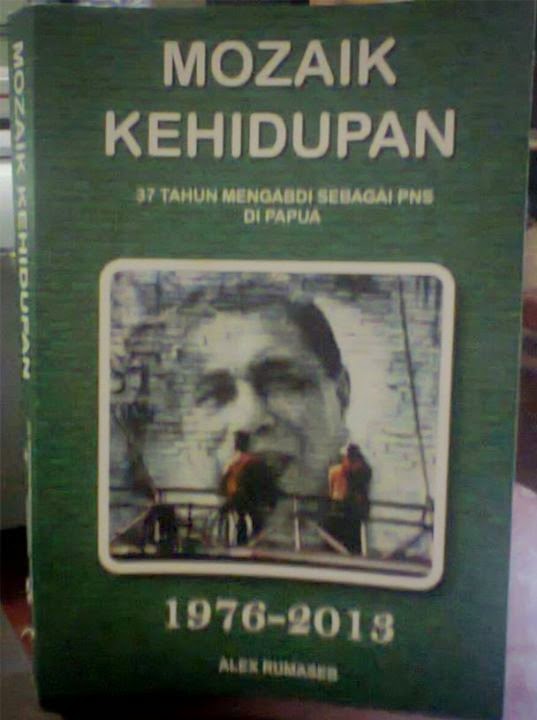 MOZAIK KEHIDUPAN
MOZAIK
KEHIDUPAN
37 TAHUN MENGABDI SEBAGAI PNS
DI PAPUA
1976-2013
ALEX RUMASEB